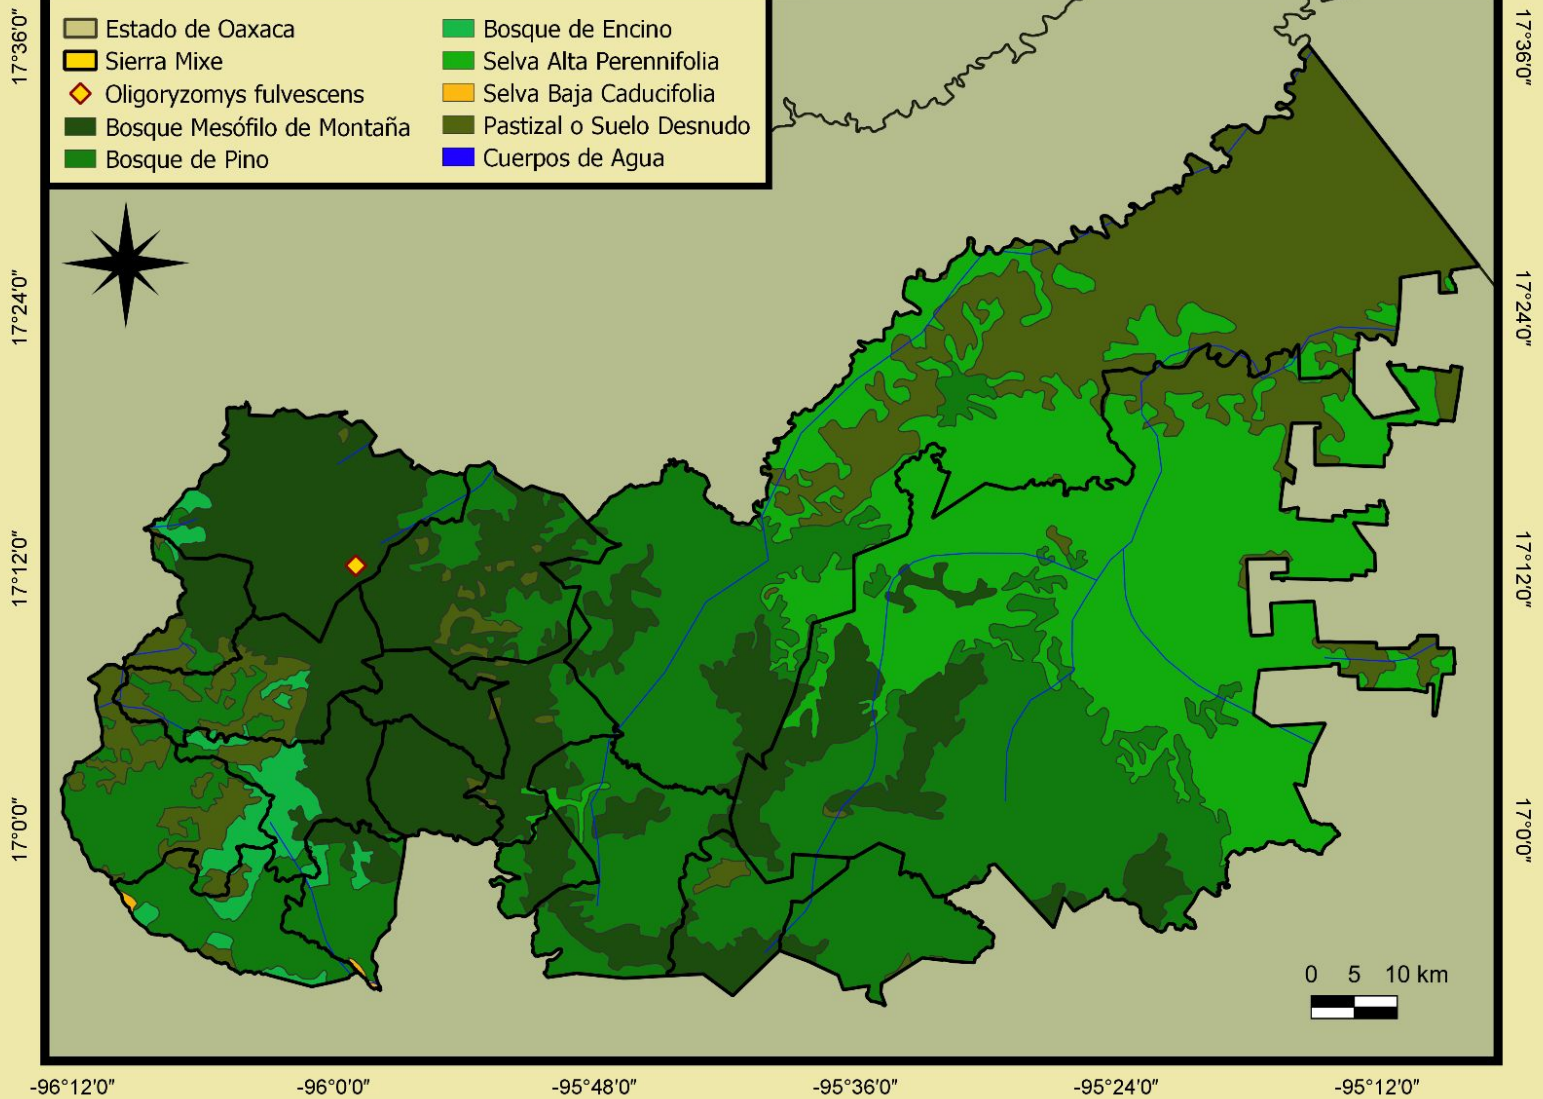 Estado de Oaxaca
Sierra Mixe
Oligoryzomys fulvescens
Bosque Mesófilo de Montaña
Bosque de Pino
Bosque de Encino
Selva Alta Perennifolia
Selva Baja Caducifolia
Pastizal o Suelo Desnudo
Cuerpos de Agua
17°36'0"
17°24'0"
17°12'0"
17°0'0"
17°36'0"
17°24'0"
17°12'0"
17°0'0"
0 5 10 km
-96°12'0" -96°0'0" -95°48'0" -95°36'0" -95°24'0" -95°12'0"